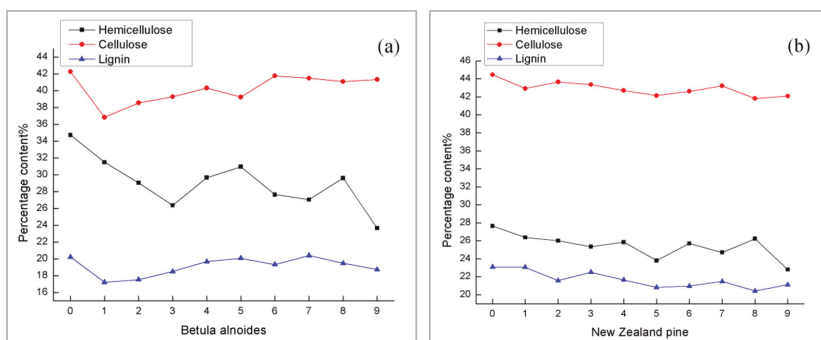 Hemicellulose
Cellulose
Lignin
(a)
Percentage content%
44
42
40
38
36
34
32
30
28
26
24
22
20
18
16
0 1 2 3 4 5 6 7 8 9
Betula alnoides
Hemicellulose
Cellulose
Lignin
(b)
Percentage content%
46
44
42
40
38
36
34
32
30
28
26
24
22
20
0 1 2 3 4 5 6 7 8 9
New Zealand pine